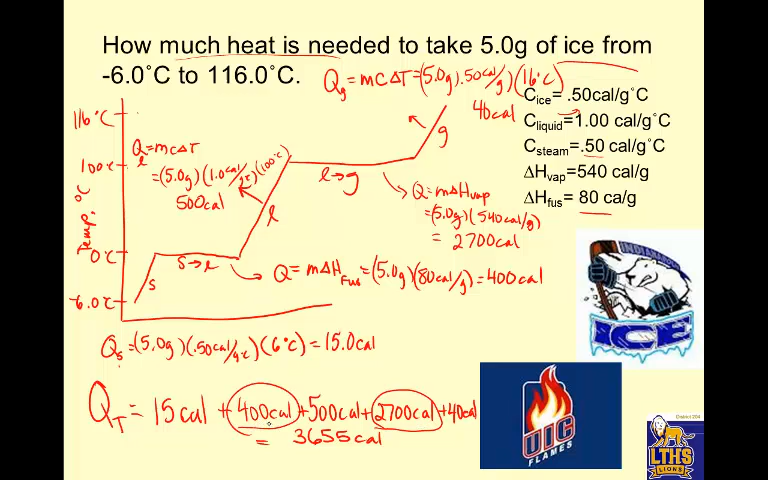 How much heat is needed to take 5.0g of ice from
-6.0˚C to 116.0˚C.
Qg = mCΔT = (5.0g)(.50cal/g)(16°C)
40cal
Cice= .50cal/g˚C
Cliquid=1.00 cal/g˚C
Csteam= .50 cal/g˚C
ΔHvap=540 cal/g
ΔHfus= 80 ca/g
116°C
100°C
0°C
-6.0°C
Temp, °C
Ql = mCΔT
= (5.0g)(1.0cal/g°C)(100°C)
500cal
s
s→l
l
l→g
g
Q = mΔHvap
= (5.0g)(540cal/g)
= 2700cal
Q = mΔHFus = (5.0g)(80cal/g) = 400cal
Qs = (5.0g)(.50cal/g°C)(6°C) = 15.0cal
QT = 15cal + 400cal + 500cal + 2700cal + 40cal
= 3655cal
INDIANAPOLIS
ICE
UIC
FLAMES
District 204
LTHS
LIONS